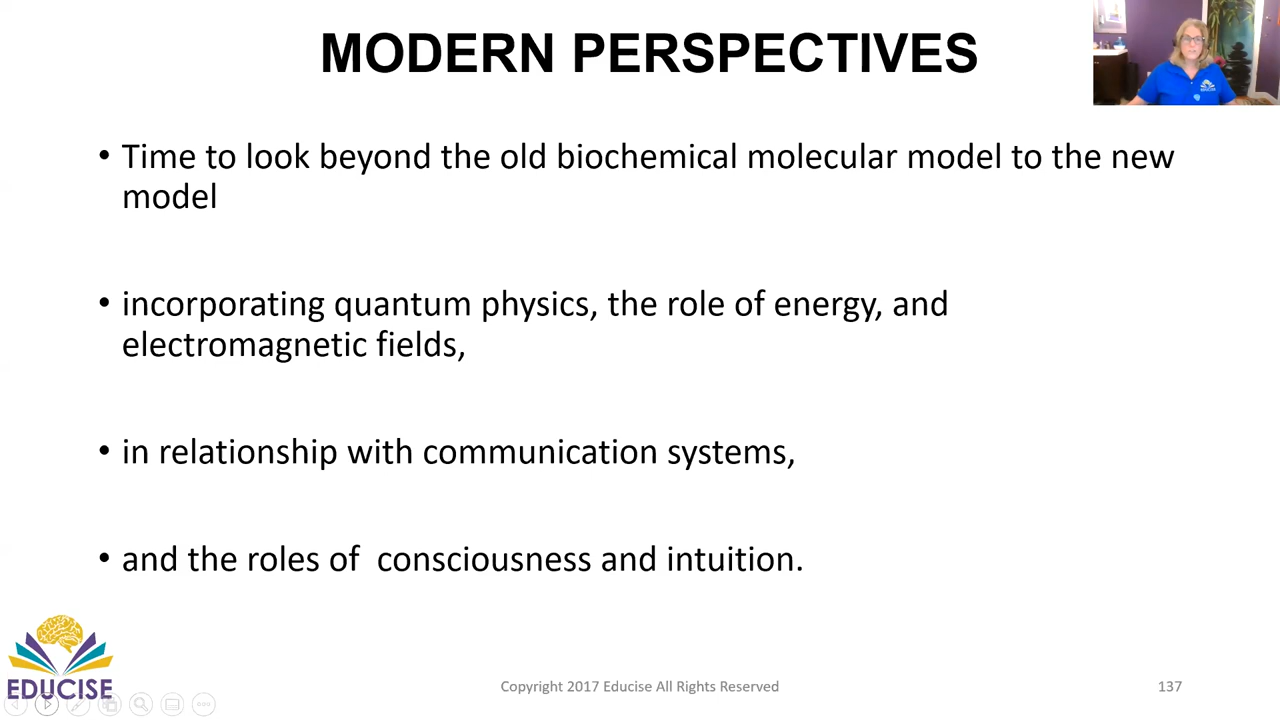 MODERN PERSPECTIVES
• Time to look beyond the old biochemical molecular model to the new
model
• incorporating quantum physics, the role of energy, and
electromagnetic fields,
• in relationship with communication systems,
• and the roles of  consciousness and intuition.
EDUCISE
Copyright 2017 Educise All Rights Reserved
137